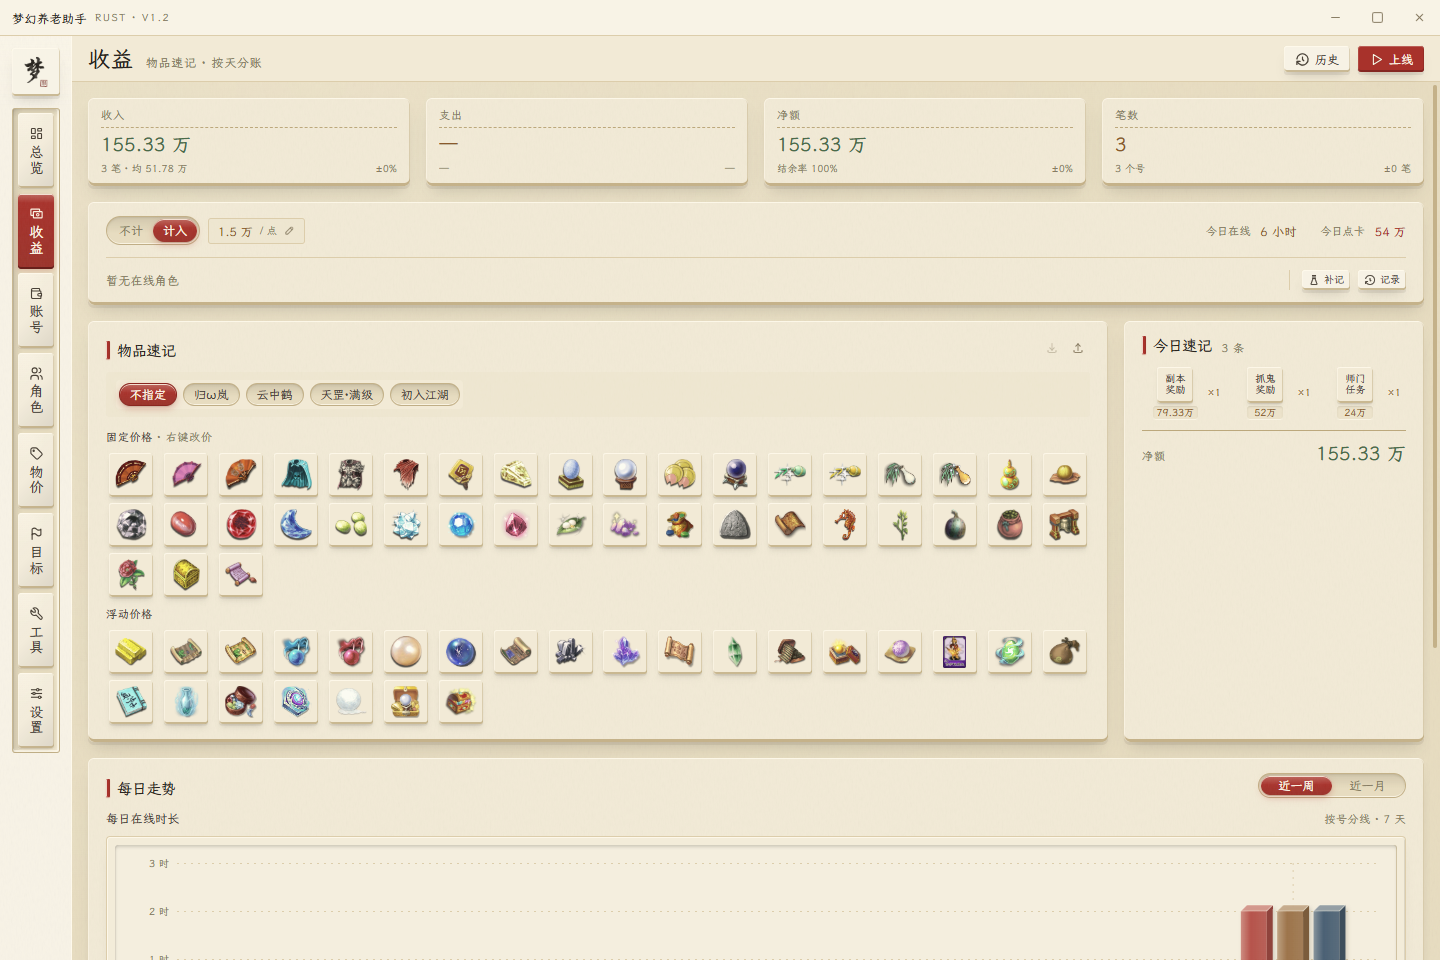 梦幻养老助手 RUST · V1.2
梦
总览
收益
账号
角色
物价
目标
工具
设置
收益 物品速记 · 按天分账
历史 上线
收入
155.33 万
3 笔 · 均 51.78 万 ±0%
支出
—
— —
净额
155.33 万
结余率 100% ±0%
笔数
3
3 个号 ±0 笔
不计 计入 1.5 万 / 点
今日在线 6 小时 今日点卡 54 万
暂无在线角色
补记 记录
物品速记
不指定 归ω岚 云中鹤 天罡•满级 初入江湖
固定价格 · 右键改价
浮动价格
今日速记 3 条
副本奖励 ×1 抓鬼奖励 ×1 师门任务 ×1
79.33万 52万 24万
净额 155.33 万
每日走势
近一周 近一月
每日在线时长 按号分线 · 7 天
3 时
2 时
1 时